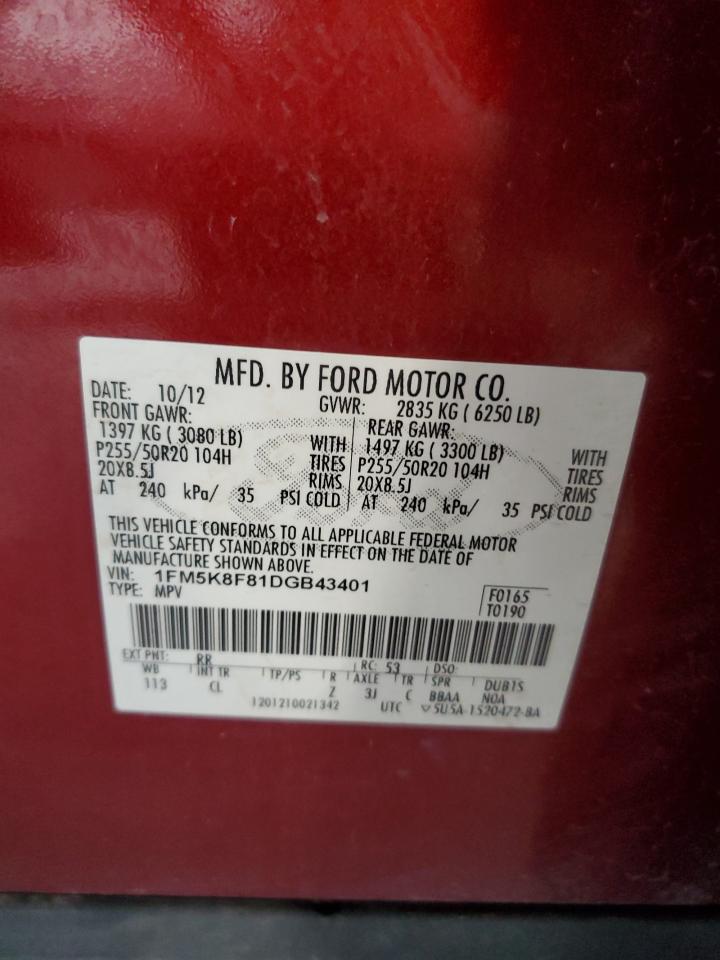 MFD. BY FORD MOTOR CO.
DATE: 10/12 GVWR: 2835 KG ( 6250 LB)
FRONT GAWR: REAR GAWR:
1397 KG ( 3080 LB) WITH 1497 KG ( 3300 LB) WITH
P255/50R20 104H TIRES P255/50R20 104H TIRES
20X8.5J RIMS 20X8.5J RIMS
AT 240 kPa/ 35 PSI COLD AT 240 kPa/ 35 PSI COLD
THIS VEHICLE CONFORMS TO ALL APPLICABLE FEDERAL MOTOR
VEHICLE SAFETY STANDARDS IN EFFECT ON THE DATE OF
MANUFACTURE SHOWN ABOVE.
VIN: 1FM5K8F81DGB43401
TYPE: MPV F0165
T0190
EXT PNT: RR RC: 53 DSO:
WB INT TR TP/PS R AXLE TR SPR DUB1S
113 CL Z 3J C BBAA NOA
1201210021342 UTC ▽5U5A-1520472-BA